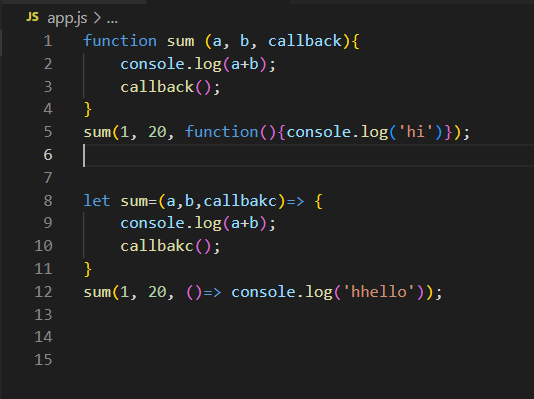 JS app.js > ...
1 function sum (a, b, callback){
2 console.log(a+b);
3 callback();
4 }
5 sum(1, 20, function(){console.log('hi')});
6
7
8 let sum=(a,b,callbakc)=> {
9 console.log(a+b);
10 callbakc();
11 }
12 sum(1, 20, ()=> console.log('hhello'));
13
14
15